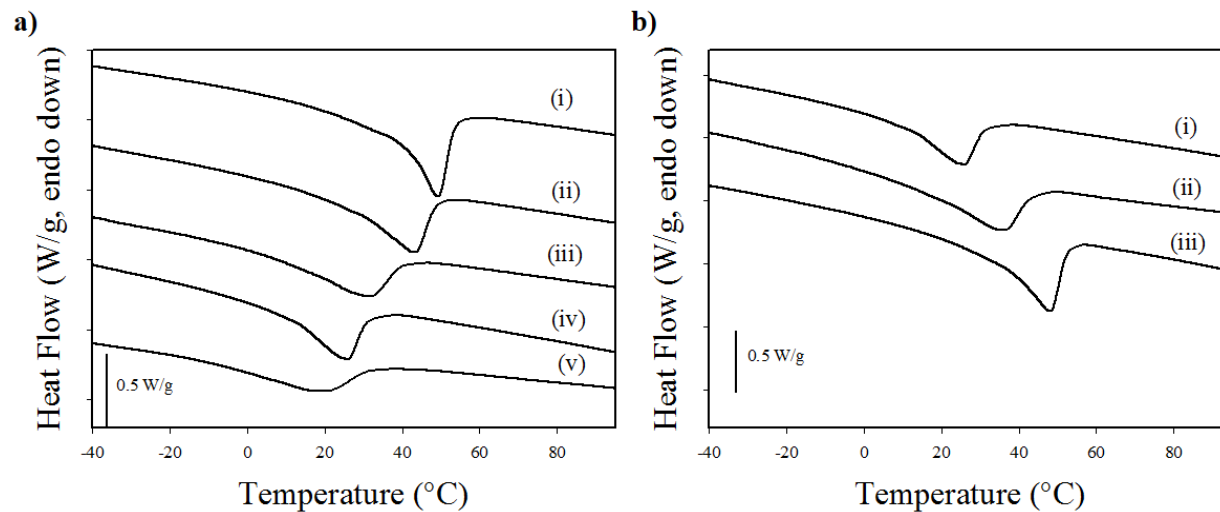 a)
Heat Flow (W/g, endo down)
(i)
(ii)
(iii)
(iv)
(v)
0.5 W/g
-40 -20 0 20 40 60 80
Temperature (°C)
b)
Heat Flow (W/g, endo down)
(i)
(ii)
(iii)
0.5 W/g
-40 -20 0 20 40 60 80
Temperature (°C)